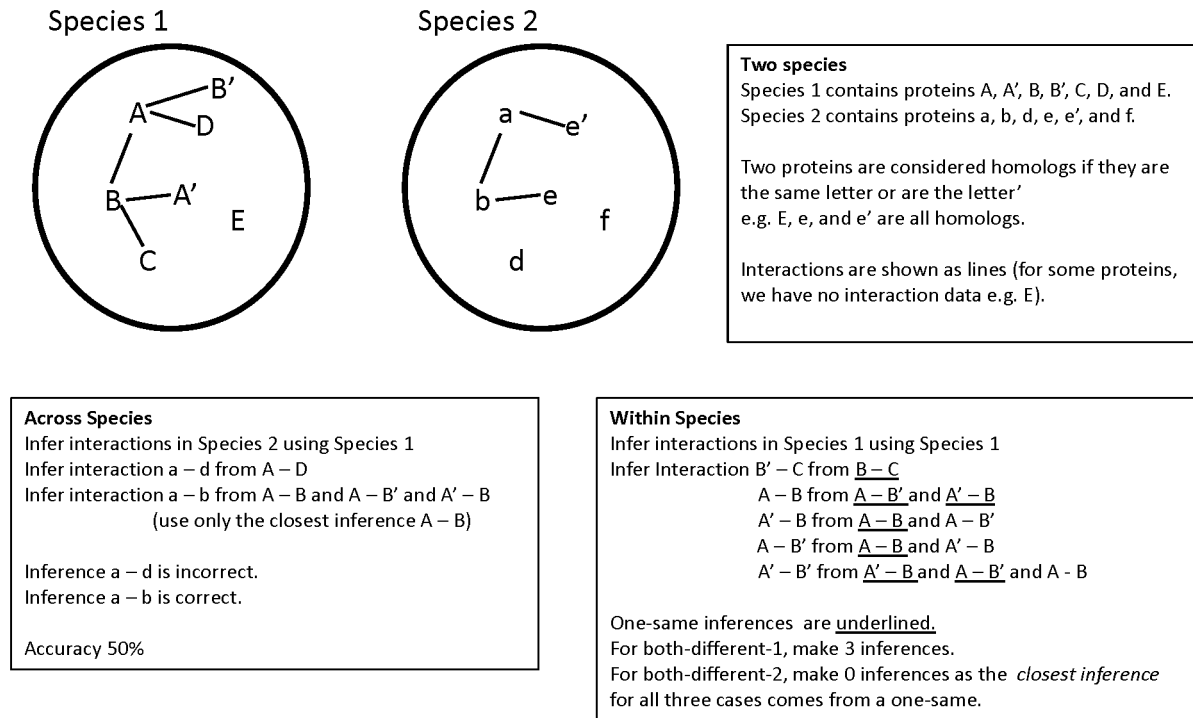 Species 1
Species 2
A
B'
D
B
A'
C
E
a
e'
b
e
d
f
Two species
Species 1 contains proteins A, A', B, B', C, D, and E.
Species 2 contains proteins a, b, d, e, e', and f.
Two proteins are considered homologs if they are
the same letter or are the letter'
e.g. E, e, and e' are all homologs.
Interactions are shown as lines (for some proteins,
we have no interaction data e.g. E).
Across Species
Infer interactions in Species 2 using Species 1
Infer interaction a – d from A – D
Infer interaction a – b from A – B and A – B' and A' – B
(use only the closest inference A – B)
Inference a – d is incorrect.
Inference a – b is correct.
Accuracy 50%
Within Species
Infer interactions in Species 1 using Species 1
Infer Interaction B' – C from B – C
A – B from A – B' and A' – B
A' – B from A – B and A – B'
A – B' from A – B and A' – B
A' – B' from A' – B and A – B' and A - B
One-same inferences are underlined.
For both-different-1, make 3 inferences.
For both-different-2, make 0 inferences as the closest inference
for all three cases comes from a one-same.